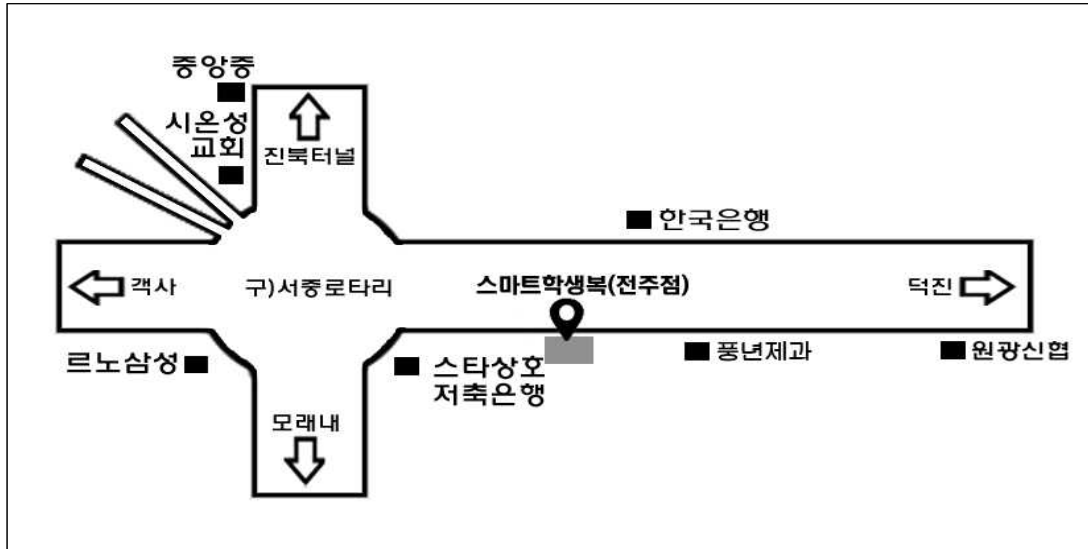 중앙중
시온성
교회
진북터널
한국은행
객사
구)서중로타리
스마트학생복(전주점)
덕진
르노삼성
스타상호
저축은행
풍년제과
원광신협
모래내